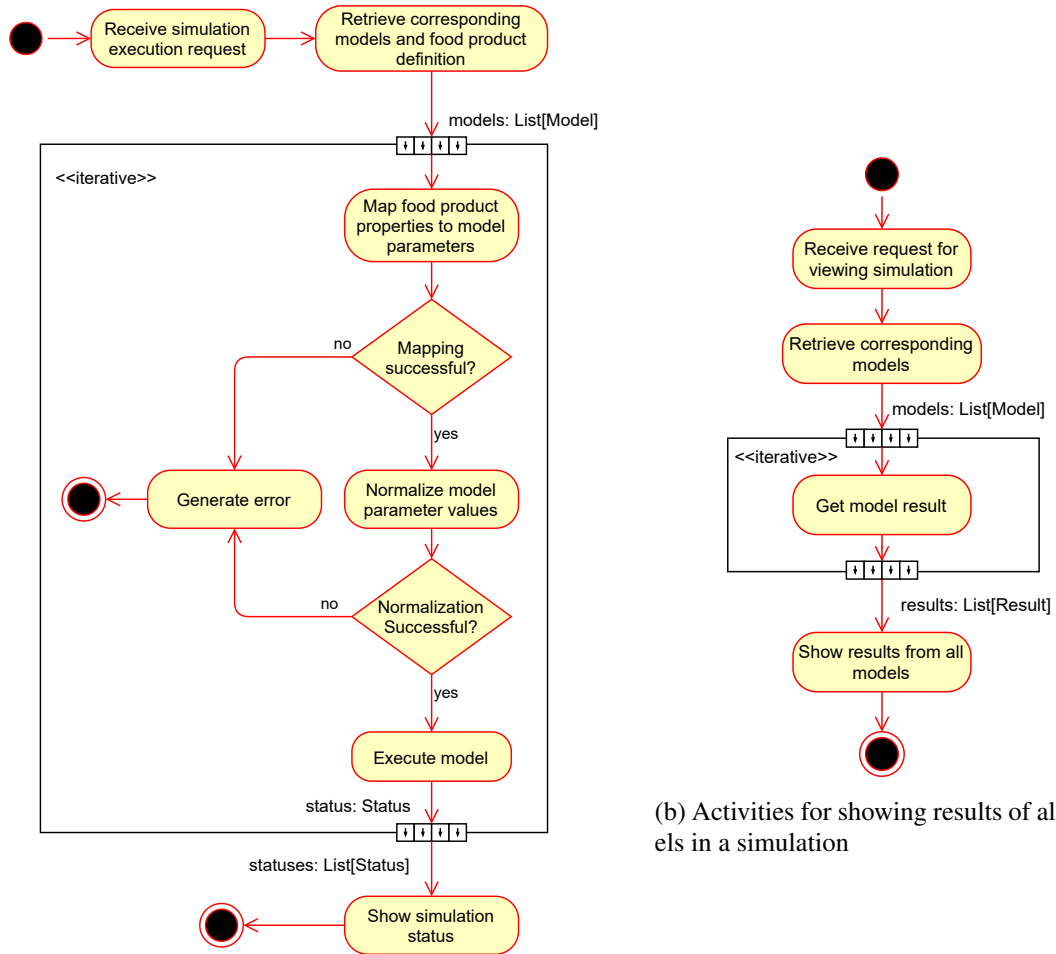 Receive simulation
execution request
Retrieve corresponding
models and food product
definition
models: List[Model]
<<iterative>>
Map food product
properties to model
parameters
Mapping
successful?
no
yes
Generate error
Normalize model
parameter values
Normalization
Successful?
no
yes
Execute model
status: Status
statuses: List[Status]
Show simulation
status
Receive request for
viewing simulation
Retrieve corresponding
models
models: List[Model]
<<iterative>>
Get model result
results: List[Result]
Show results from all
models
(b) Activities for showing results of al
els in a simulation